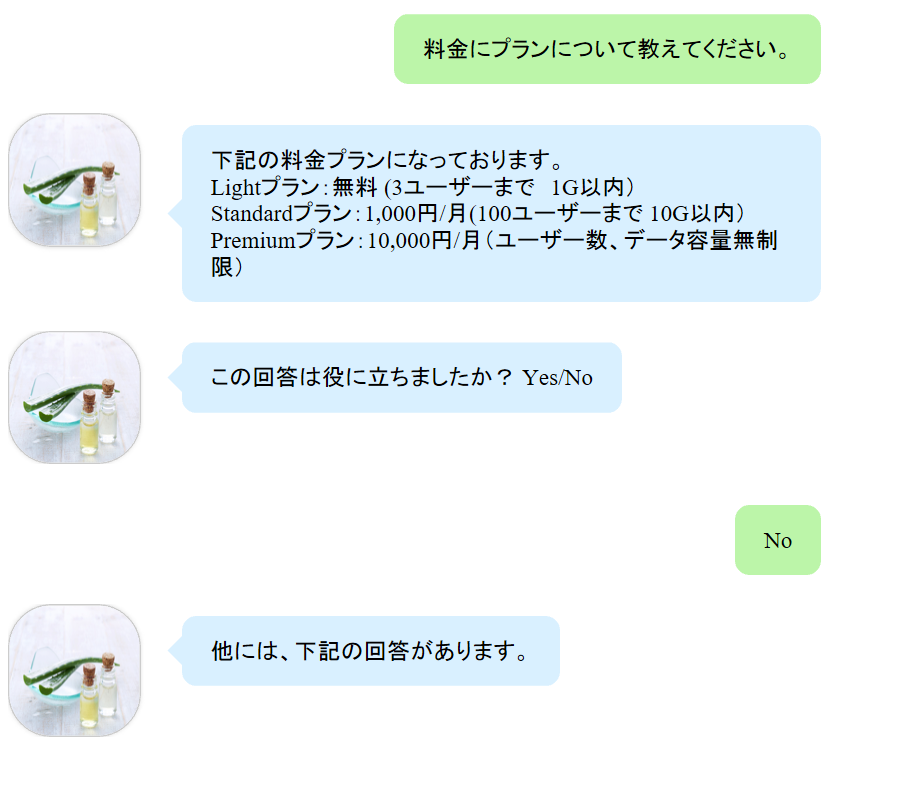 料金にプランについて教えてください。
下記の料金プランになっております。
Lightプラン：無料 (3ユーザーまで　1G以内）
Standardプラン：1,000円/月(100ユーザーまで 10G以内）
Premiumプラン：10,000円/月（ユーザー数、データ容量無制
限）
この回答は役に立ちましたか？ Yes/No
No
他には、下記の回答があります。